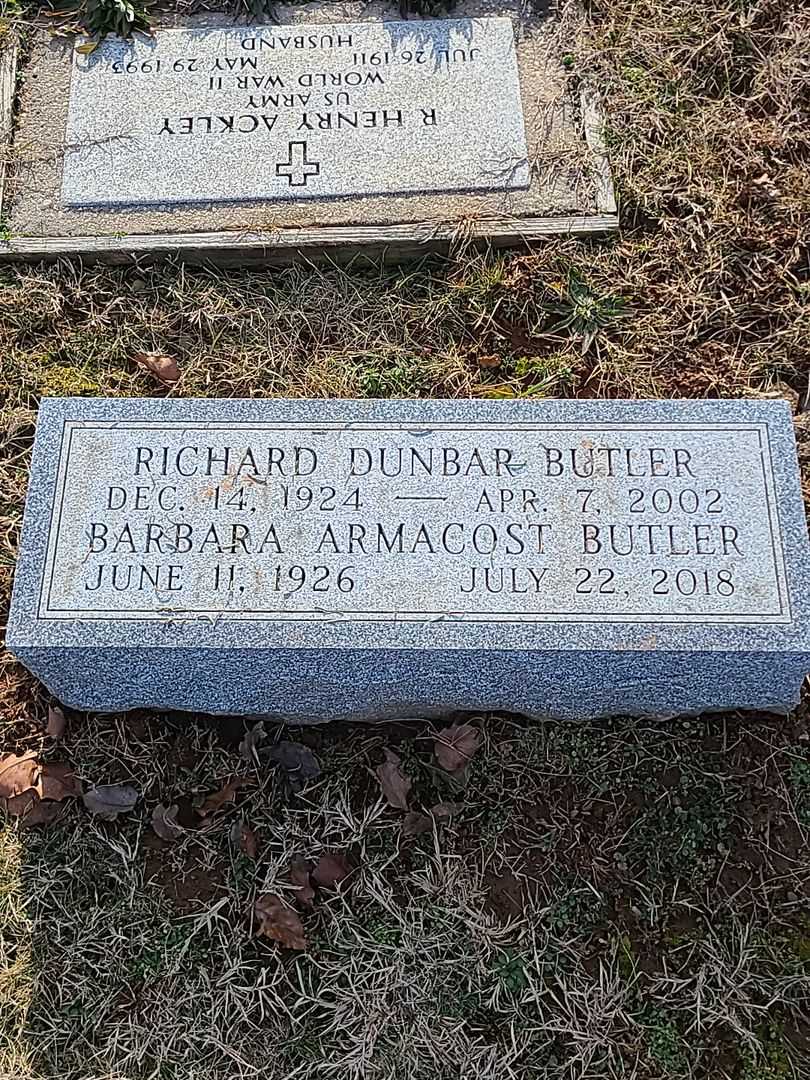 R HENRY ACKLEY
US ARMY
WORLD WAR II
JUL 26 1911 MAY 29 1993
HUSBAND
RICHARD DUNBAR BUTLER
DEC. 14, 1924 — APR. 7, 2002
BARBARA ARMACOST BUTLER
JUNE 11, 1926 JULY 22, 2018